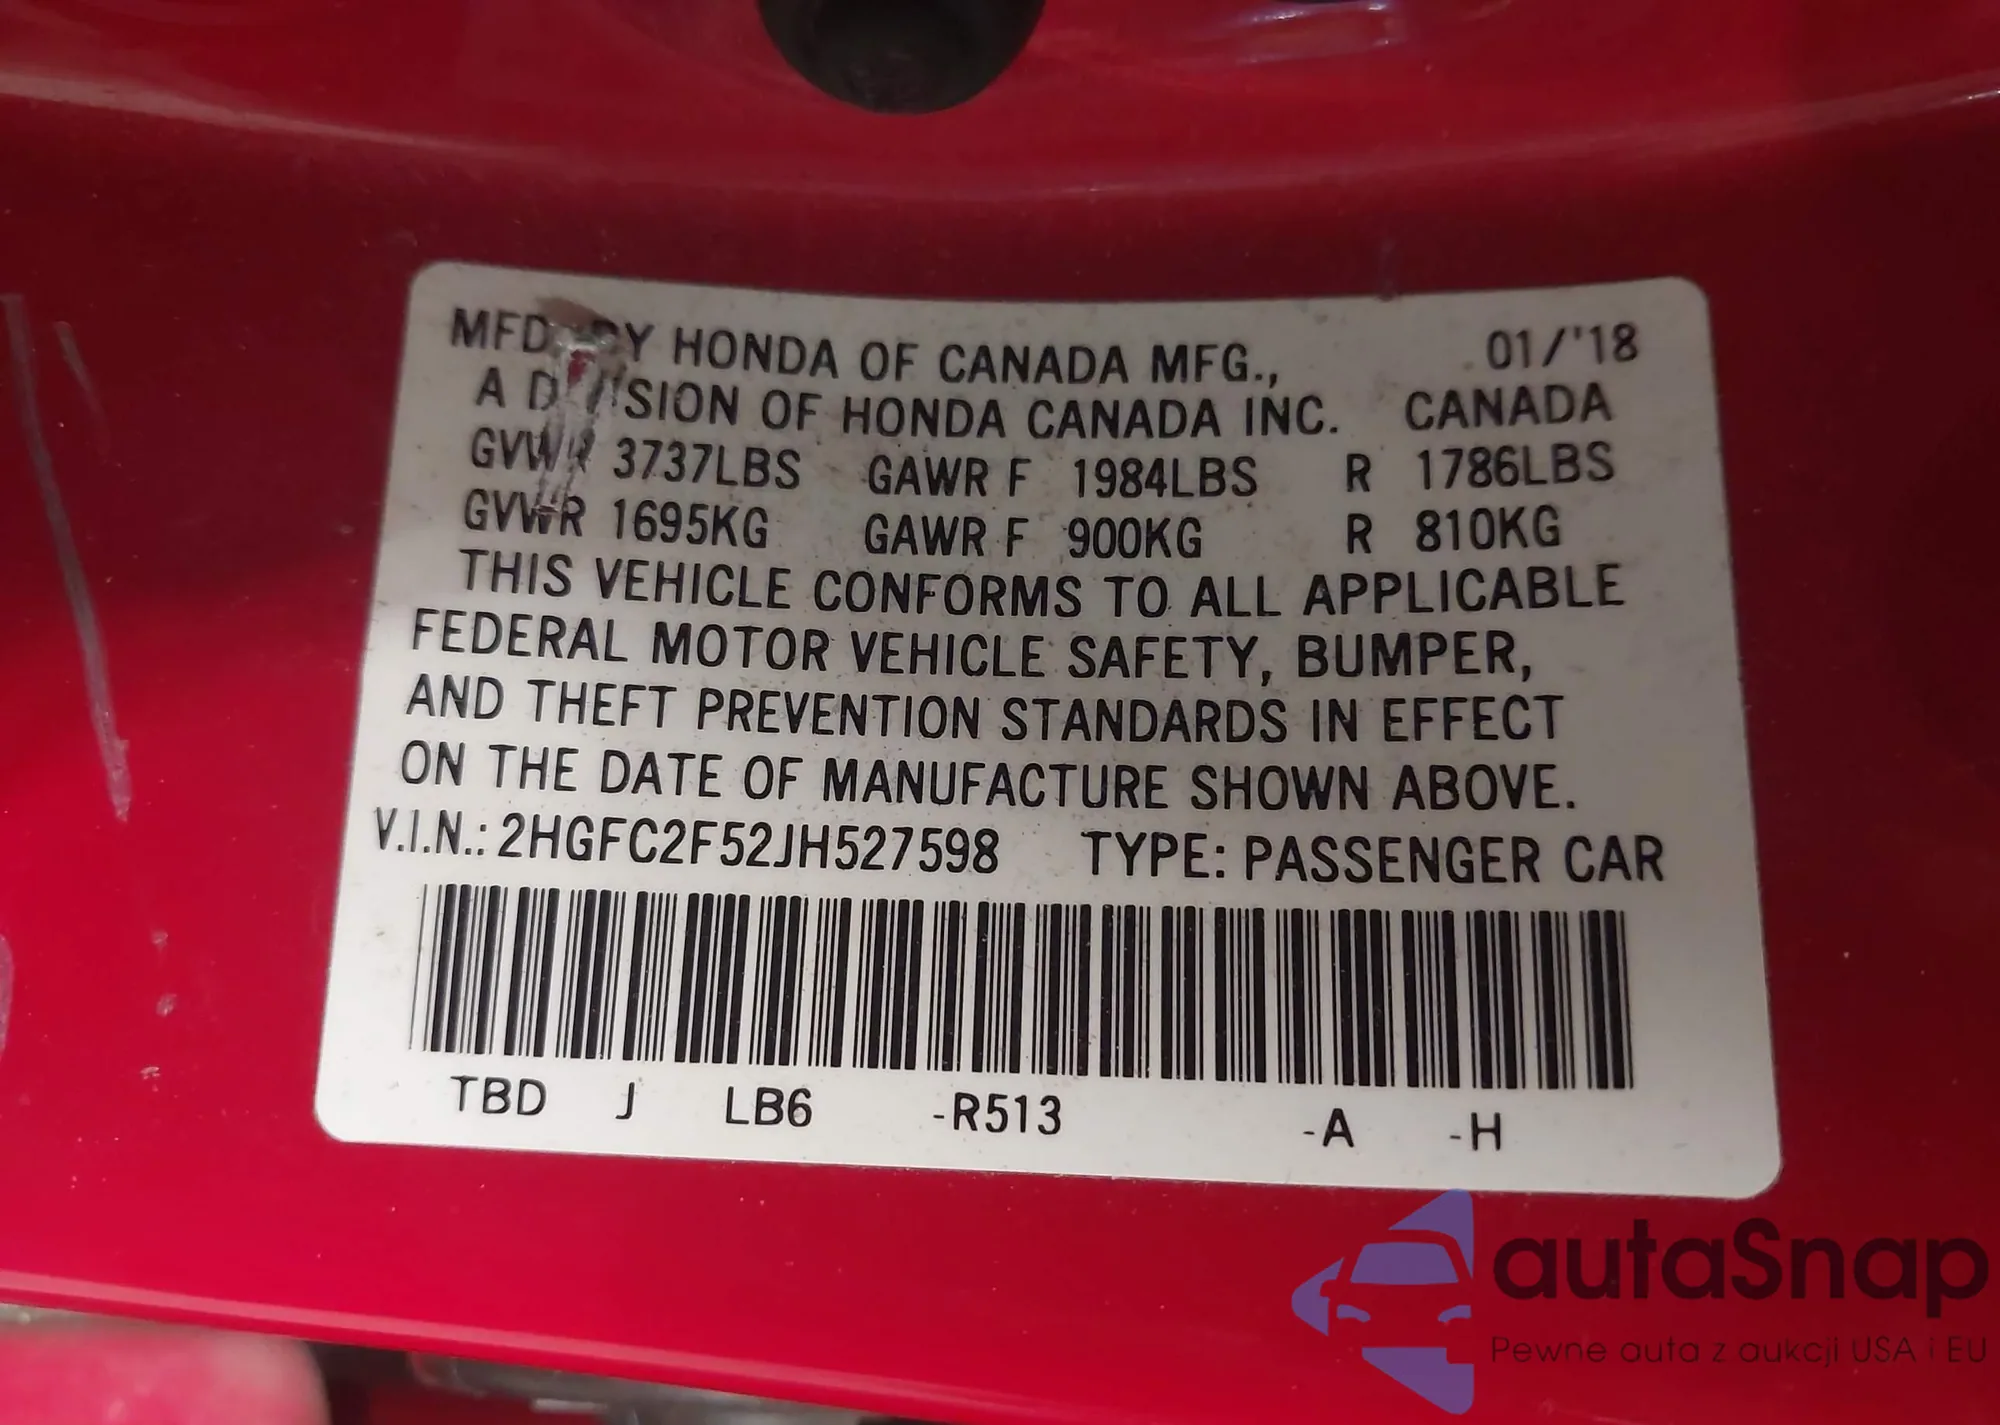 MFD BY HONDA OF CANADA MFG., 01/'18
A DIVISION OF HONDA CANADA INC. CANADA
GVWR 3737LBS GAWR F 1984LBS R 1786LBS
GVWR 1695KG GAWR F 900KG R 810KG
THIS VEHICLE CONFORMS TO ALL APPLICABLE
FEDERAL MOTOR VEHICLE SAFETY, BUMPER,
AND THEFT PREVENTION STANDARDS IN EFFECT
ON THE DATE OF MANUFACTURE SHOWN ABOVE.
V.I.N.: 2HGFC2F52JH527598 TYPE: PASSENGER CAR
TBD J LB6 -R513 -A -H
autaSnap
Pewne auta z aukcji USA i EU